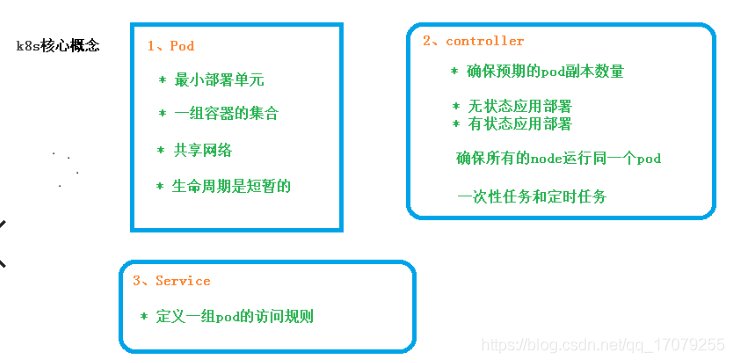 k8s核心概念
1、Pod
* 最小部署单元
* 一组容器的集合
* 共享网络
* 生命周期是短暂的
2、controller
* 确保预期的pod副本数量
* 无状态应用部署
* 有状态应用部署
确保所有的node运行同一个pod
一次性任务和定时任务
3、Service
* 定义一组pod的访问规则
https://blog.csdn.net/qq_17079255